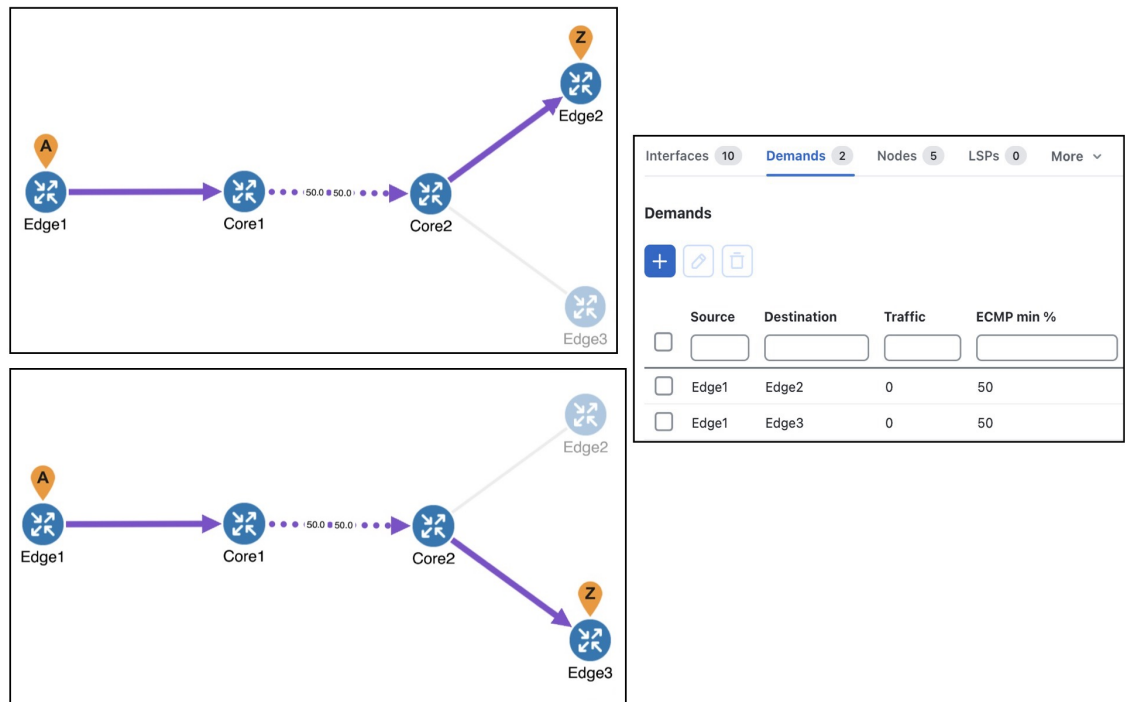 Z
Edge2
A
Edge1
Core1
50.0 50.0
Core2
Edge3
Edge2
A
Edge1
Core1
50.0 50.0
Core2
Z
Edge3
Interfaces 10 Demands 2 Nodes 5 LSPs 0 More
Demands
+
Source Destination Traffic ECMP min %
Edge1 Edge2 0 50
Edge1 Edge3 0 50